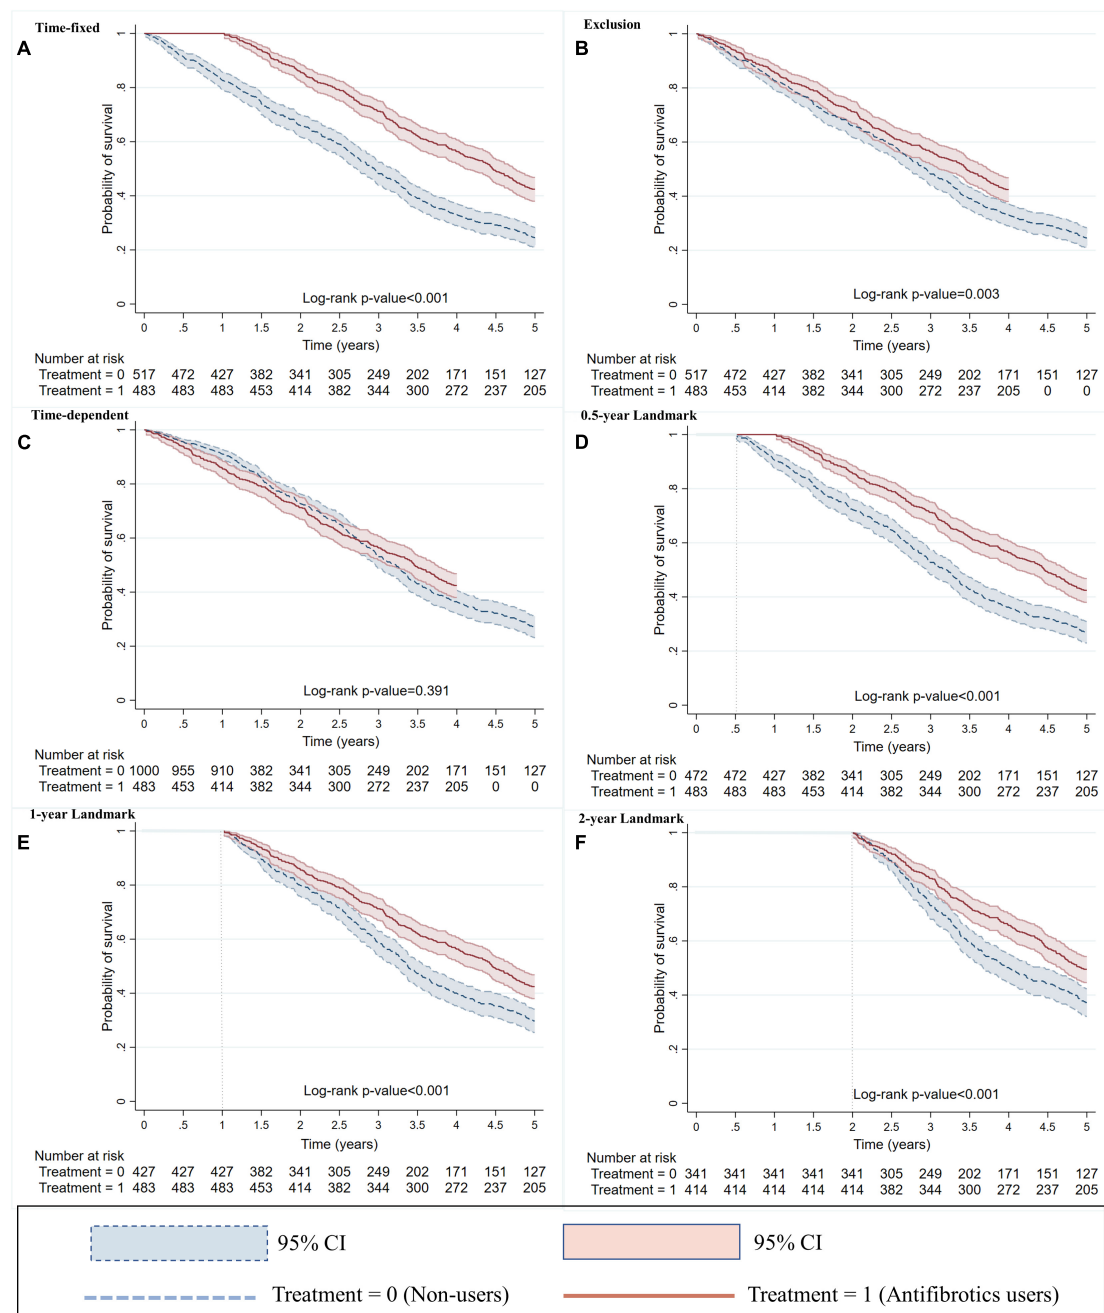 Time-fixed
A
Probability of survival
1
.8
.6
.4
.2
0
Log-rank p-value<0.001
0 .5 1 1.5 2 2.5 3 3.5 4 4.5 5
Time (years)
Number at risk
Treatment = 0 517 472 427 382 341 305 249 202 171 151 127
Treatment = 1 483 483 483 453 414 382 344 300 272 237 205
Exclusion
B
Probability of survival
1
.8
.6
.4
.2
0
Log-rank p-value=0.003
0 .5 1 1.5 2 2.5 3 3.5 4 4.5 5
Time (years)
Number at risk
Treatment = 0 517 472 427 382 341 305 249 202 171 151 127
Treatment = 1 483 453 414 382 344 300 272 237 205 0 0
Time-dependent
C
Probability of survival
1
.8
.6
.4
.2
0
Log-rank p-value=0.391
0 .5 1 1.5 2 2.5 3 3.5 4 4.5 5
Time (years)
Number at risk
Treatment = 0 1000 955 910 382 341 305 249 202 171 151 127
Treatment = 1 483 453 414 382 344 300 272 237 205 0 0
0.5-year Landmark
D
Probability of survival
1
.8
.6
.4
.2
0
Log-rank p-value<0.001
0 .5 1 1.5 2 2.5 3 3.5 4 4.5 5
Time (years)
Number at risk
Treatment = 0 472 472 427 382 341 305 249 202 171 151 127
Treatment = 1 483 483 483 453 414 382 344 300 272 237 205
1-year Landmark
E
Probability of survival
1
.8
.6
.4
.2
0
Log-rank p-value<0.001
0 .5 1 1.5 2 2.5 3 3.5 4 4.5 5
Time (years)
Number at risk
Treatment = 0 427 427 427 382 341 305 249 202 171 151 127
Treatment = 1 483 483 483 453 414 382 344 300 272 237 205
2-year Landmark
F
Probability of survival
1
.8
.6
.4
.2
0
Log-rank p-value<0.001
0 .5 1 1.5 2 2.5 3 3.5 4 4.5 5
Time (years)
Number at risk
Treatment = 0 341 341 341 341 341 305 249 202 171 151 127
Treatment = 1 414 414 414 414 414 382 344 300 272 237 205
95% CI
95% CI
Treatment = 0 (Non-users)
Treatment = 1 (Antifibrotics users)